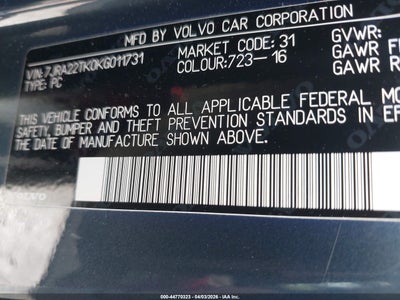 MFD BY VOLVO CAR CORPORATION
VIN: 7JRA22TK0KG011731
MARKET CODE: 31
GVWR:
TYPE: PC
COLOUR: 723-16
GAWR
GAWR
THIS VEHICLE CONFORMS TO ALL APPLICABLE FEDERAL MO
SAFETY, BUMPER AND THEFT PREVENTION STANDARDS IN EF
THE DATE OF MANUFACTURE SHOWN ABOVE.
VOLVO
000-44770323 - 04/03/2026 - IAA Inc.